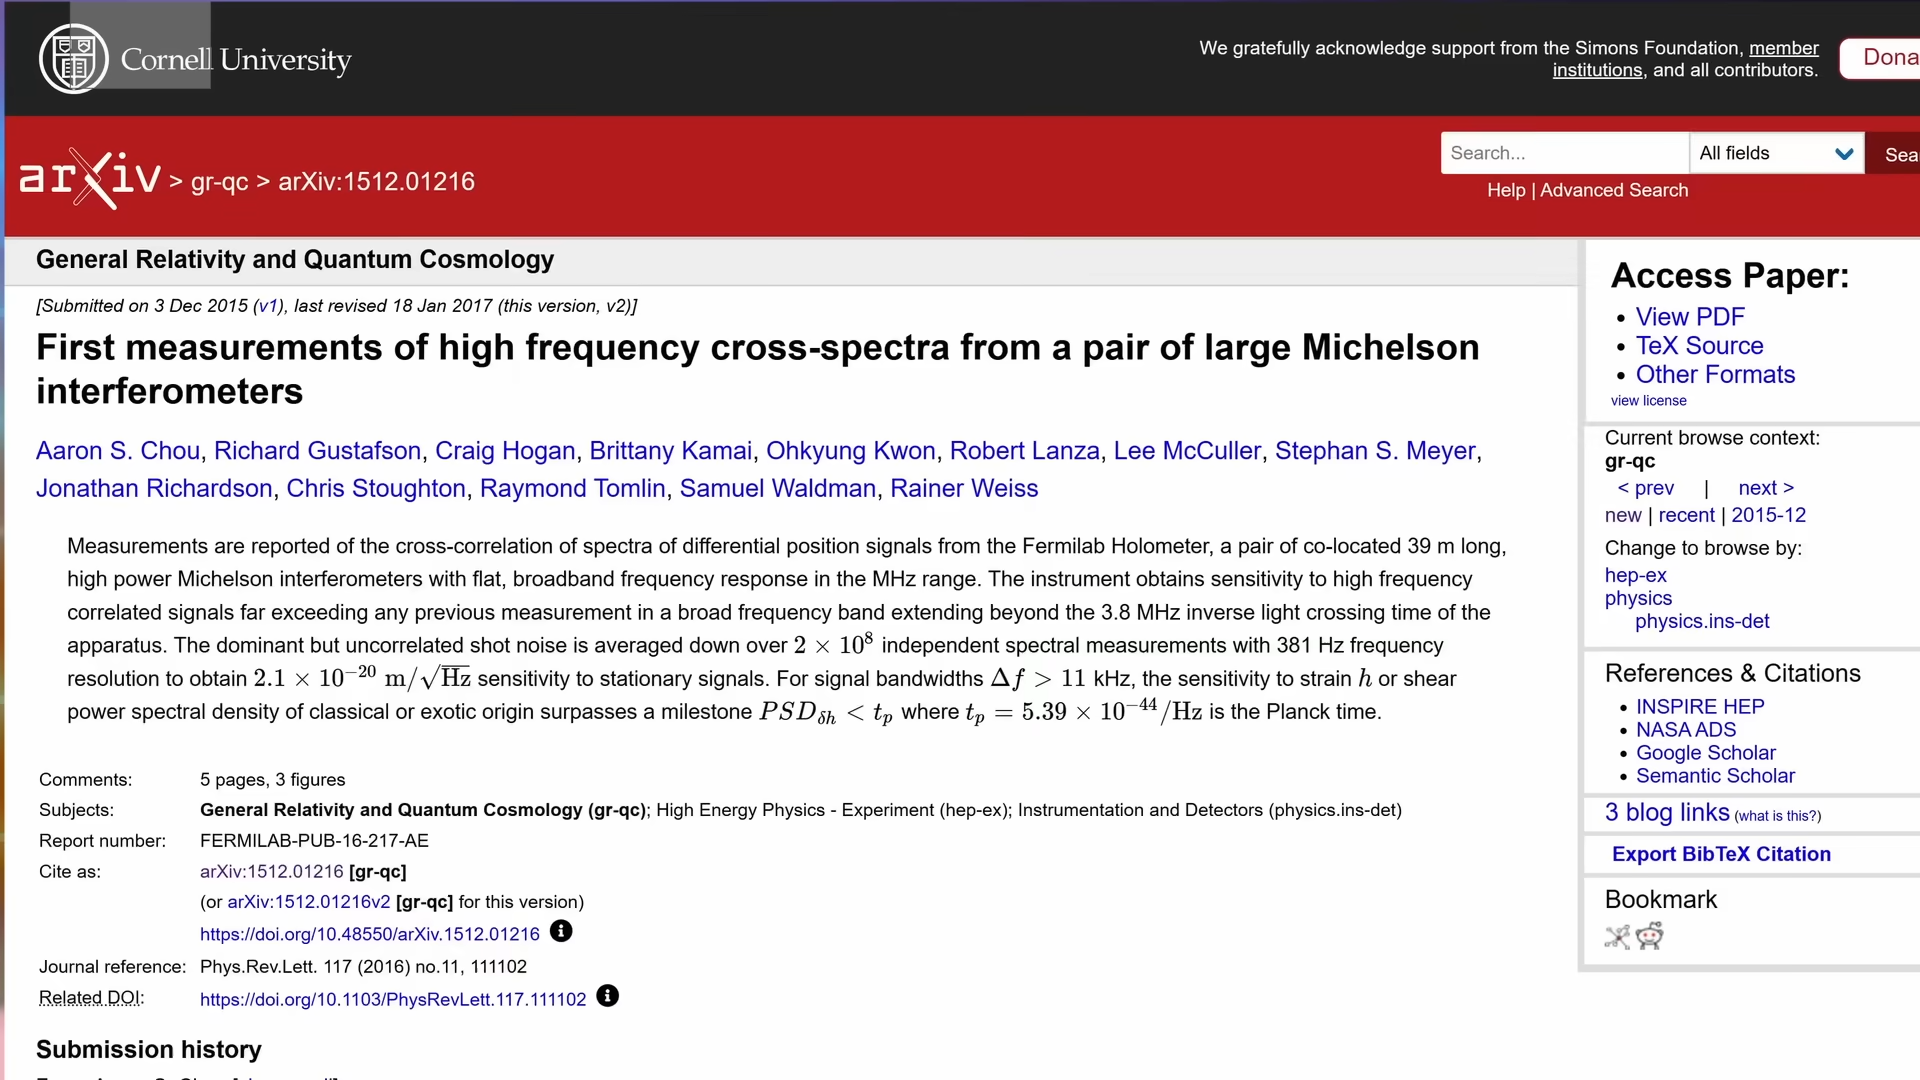 Cornell University
We gratefully acknowledge support from the Simons Foundation, member
institutions, and all contributors.
Dona
arXiv > gr-qc > arXiv:1512.01216
Search...
All fields
Sea
Help | Advanced Search
General Relativity and Quantum Cosmology
[Submitted on 3 Dec 2015 (v1), last revised 18 Jan 2017 (this version, v2)]
First measurements of high frequency cross-spectra from a pair of large Michelson
interferometers
Aaron S. Chou, Richard Gustafson, Craig Hogan, Brittany Kamai, Ohkyung Kwon, Robert Lanza, Lee McCuller, Stephan S. Meyer,
Jonathan Richardson, Chris Stoughton, Raymond Tomlin, Samuel Waldman, Rainer Weiss
Measurements are reported of the cross-correlation of spectra of differential position signals from the Fermilab Holometer, a pair of co-located 39 m long,
high power Michelson interferometers with flat, broadband frequency response in the MHz range. The instrument obtains sensitivity to high frequency
correlated signals far exceeding any previous measurement in a broad frequency band extending beyond the 3.8 MHz inverse light crossing time of the
apparatus. The dominant but uncorrelated shot noise is averaged down over 2 × 10⁸ independent spectral measurements with 381 Hz frequency
resolution to obtain 2.1 × 10⁻²⁰ m/√Hz sensitivity to stationary signals. For signal bandwidths Δf > 11 kHz, the sensitivity to strain h or shear
power spectral density of classical or exotic origin surpasses a milestone PSD_δh < t_p where t_p = 5.39 × 10⁻⁴⁴/Hz is the Planck time.
Comments: 5 pages, 3 figures
Subjects: General Relativity and Quantum Cosmology (gr-qc); High Energy Physics - Experiment (hep-ex); Instrumentation and Detectors (physics.ins-det)
Report number: FERMILAB-PUB-16-217-AE
Cite as: arXiv:1512.01216 [gr-qc]
(or arXiv:1512.01216v2 [gr-qc] for this version)
https://doi.org/10.48550/arXiv.1512.01216
Journal reference: Phys.Rev.Lett. 117 (2016) no.11, 111102
Related DOI: https://doi.org/10.1103/PhysRevLett.117.111102
Submission history
Access Paper:
View PDF
TeX Source
Other Formats
view license
Current browse context:
gr-qc
< prev | next >
new | recent | 2015-12
Change to browse by:
hep-ex
physics
physics.ins-det
References & Citations
INSPIRE HEP
NASA ADS
Google Scholar
Semantic Scholar
3 blog links (what is this?)
Export BibTeX Citation
Bookmark